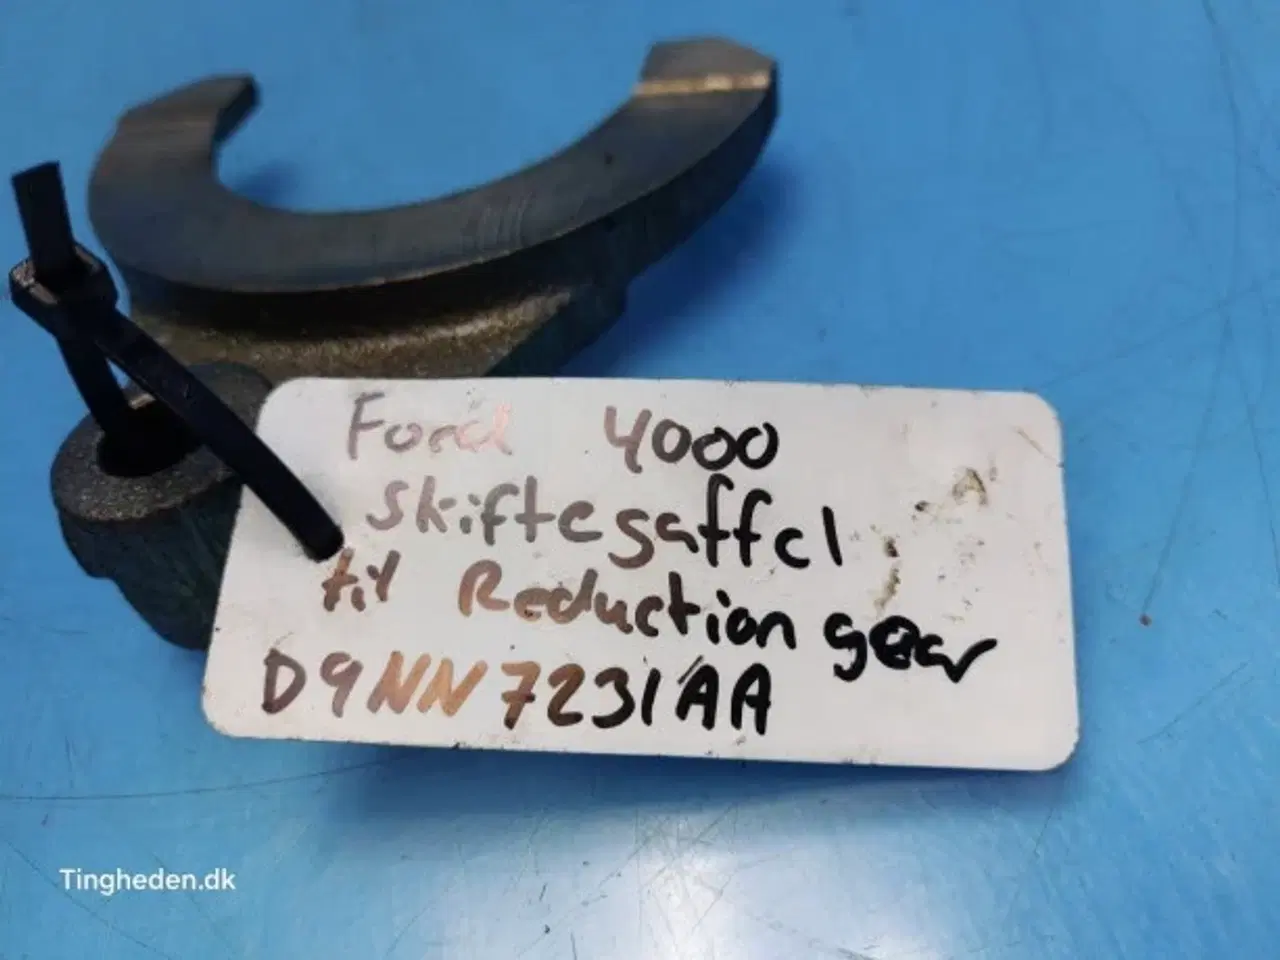 Ford 4000
Skiftegaffel
til Reduction gear
D9NN7231AA
Tingheden.dk